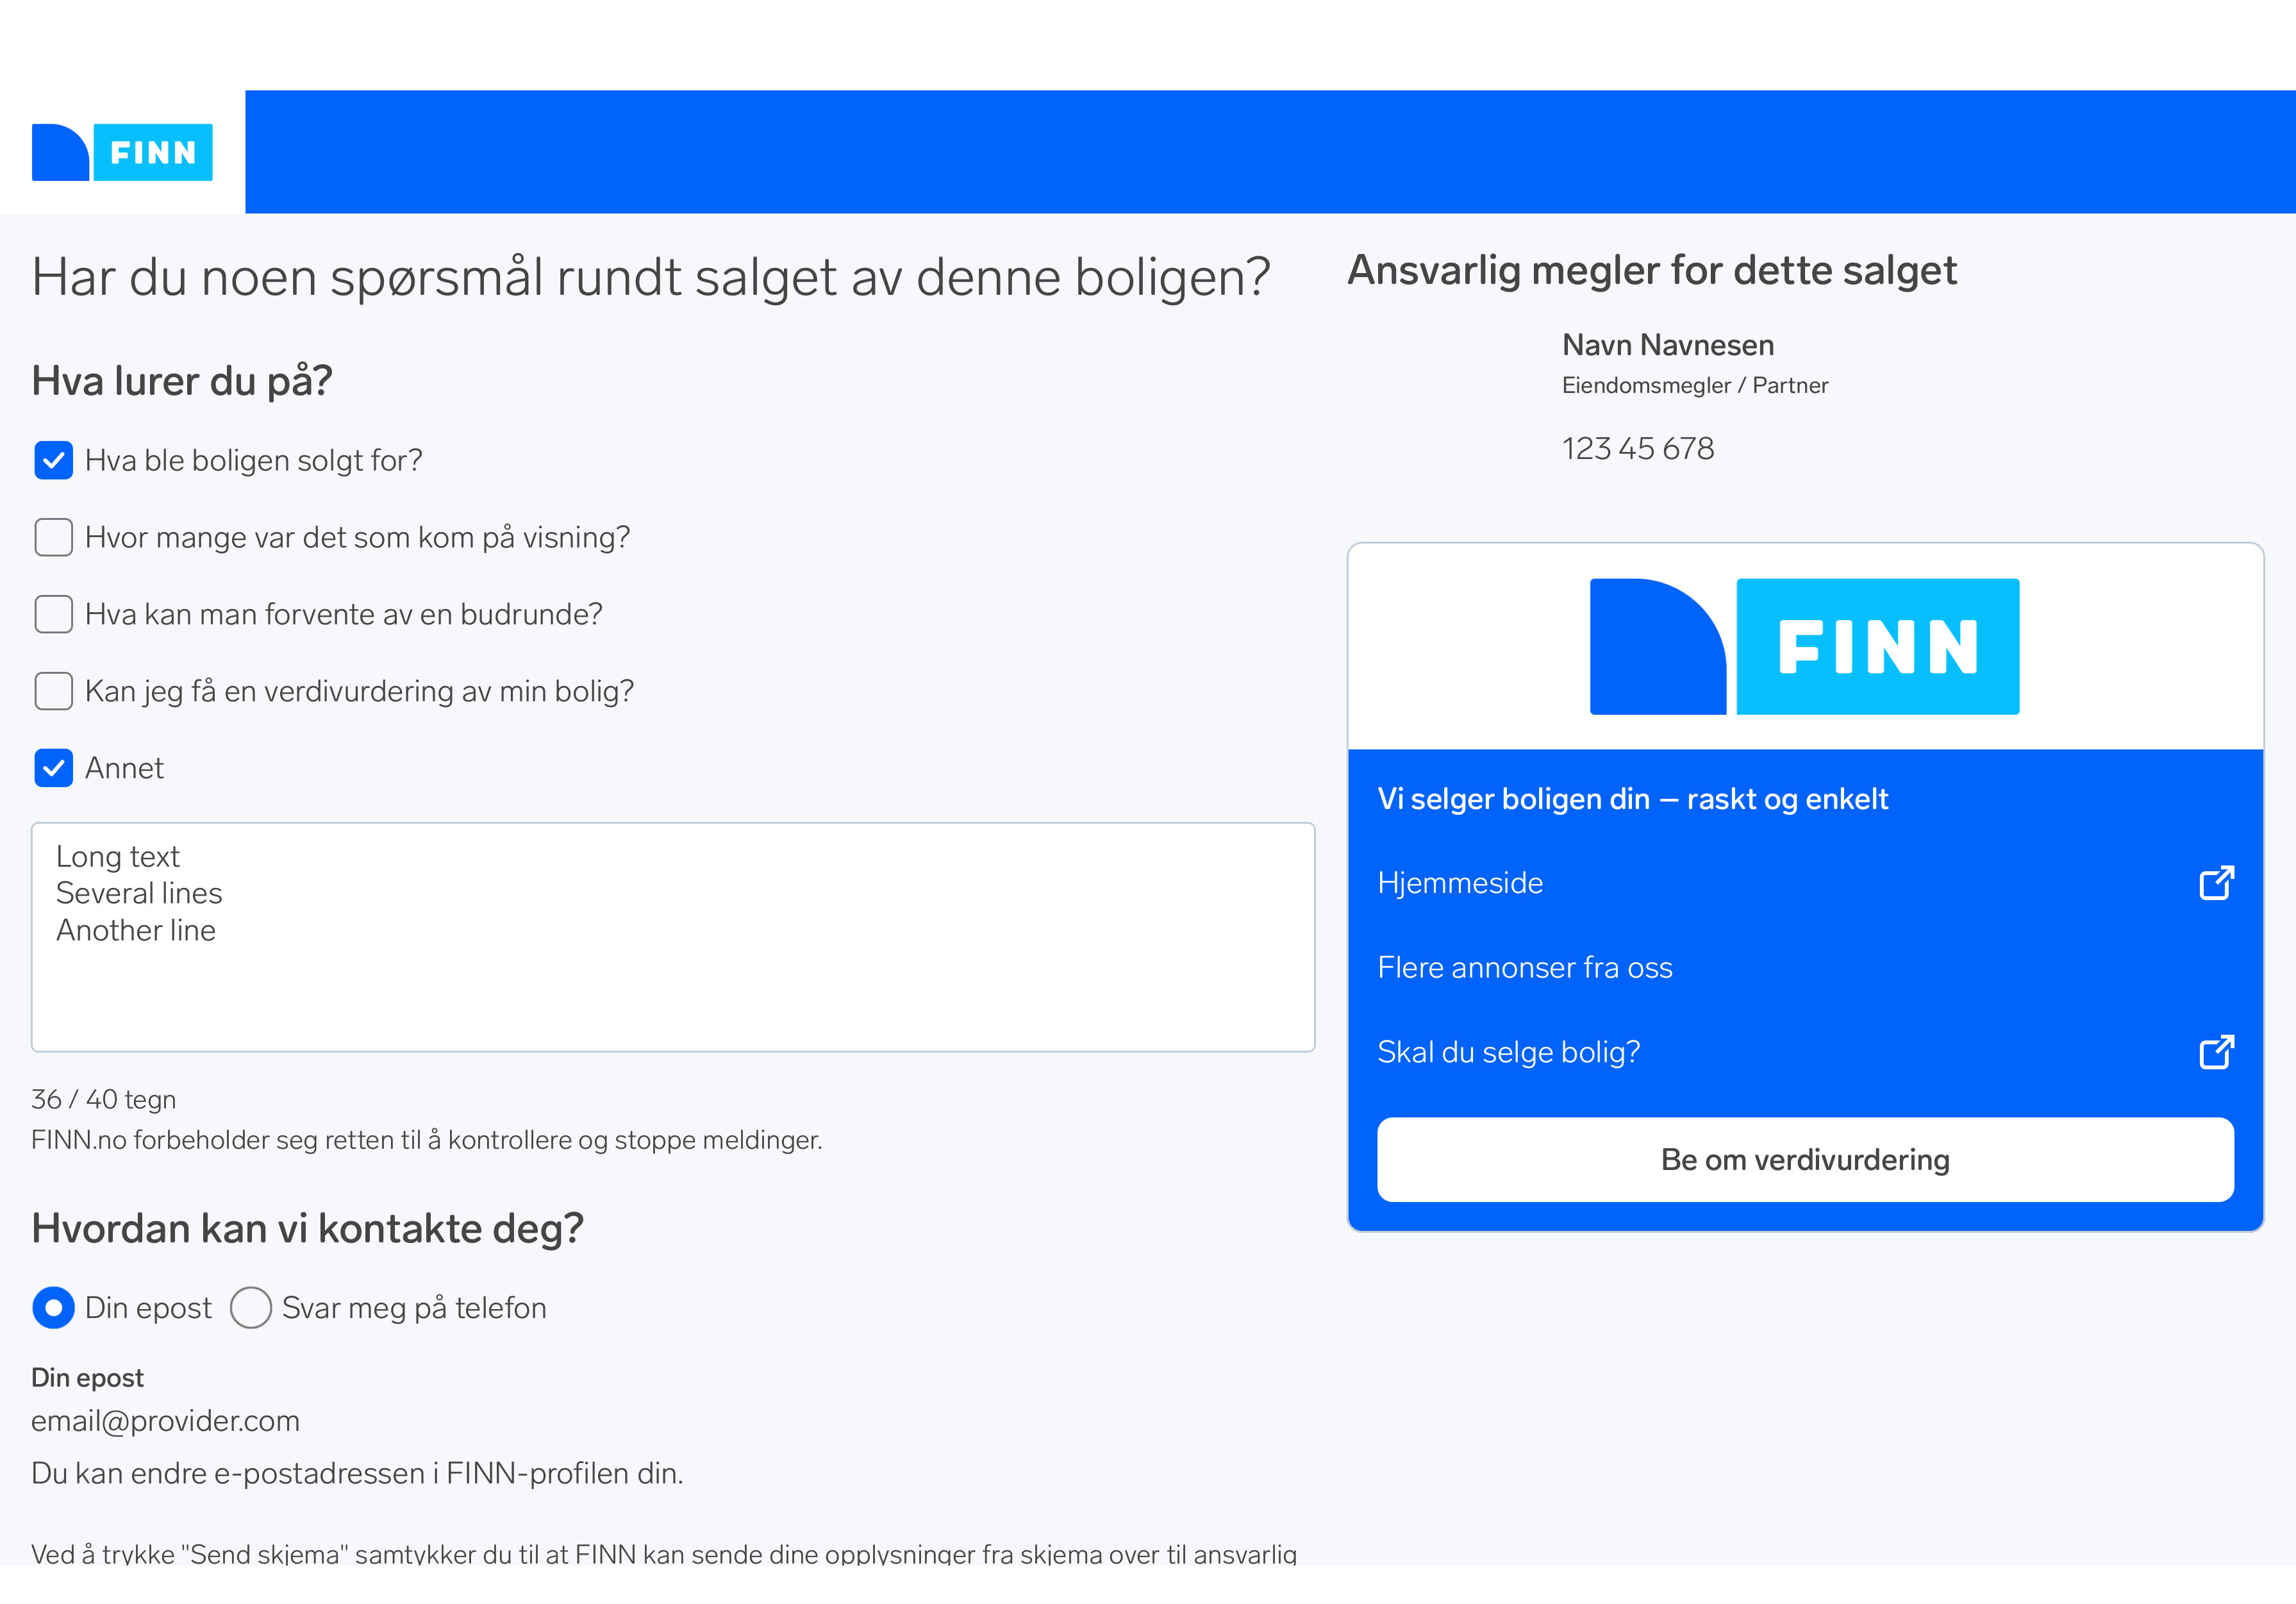 FINN
Har du noen spørsmål rundt salget av denne boligen?
Hva lurer du på?
Hva ble boligen solgt for?
Hvor mange var det som kom på visning?
Hva kan man forvente av en budrunde?
Kan jeg få en verdivurdering av min bolig?
Annet
Long text
Several lines
Another line
36 / 40 tegn
FINN.no forbeholder seg retten til å kontrollere og stoppe meldinger.
Hvordan kan vi kontakte deg?
Din epost Svar meg på telefon
Din epost
email@provider.com
Du kan endre e-postadressen i FINN-profilen din.
Ved å trykke "Send skjema" samtykker du til at FINN kan sende dine opplysninger fra skjema over til ansvarlig
Ansvarlig megler for dette salget
Navn Navnesen
Eiendomsmegler / Partner
123 45 678
FINN
Vi selger boligen din – raskt og enkelt
Hjemmeside
Flere annonser fra oss
Skal du selge bolig?
Be om verdivurdering